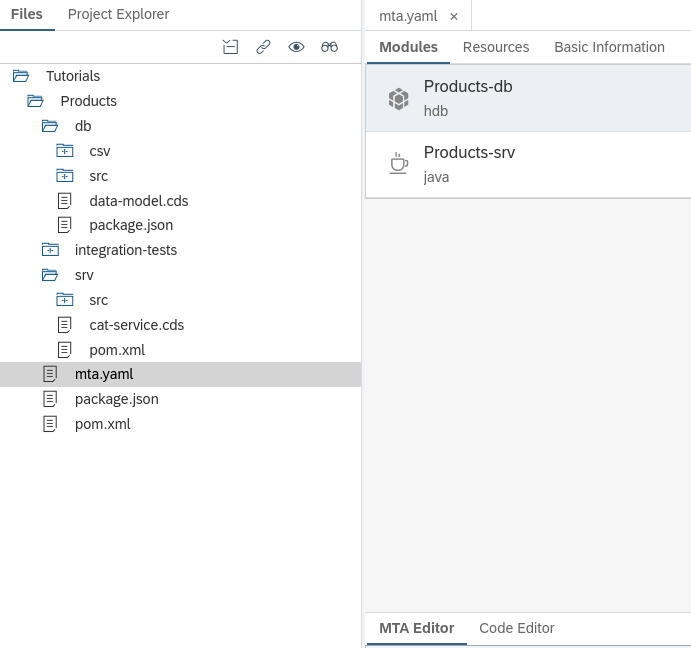 Files
Project Explorer
Tutorials
Products
db
csv
src
data-model.cds
package.json
integration-tests
srv
src
cat-service.cds
pom.xml
mta.yaml
package.json
pom.xml
mta.yaml ×
Modules
Resources
Basic Information
Products-db
hdb
Products-srv
java
MTA Editor
Code Editor